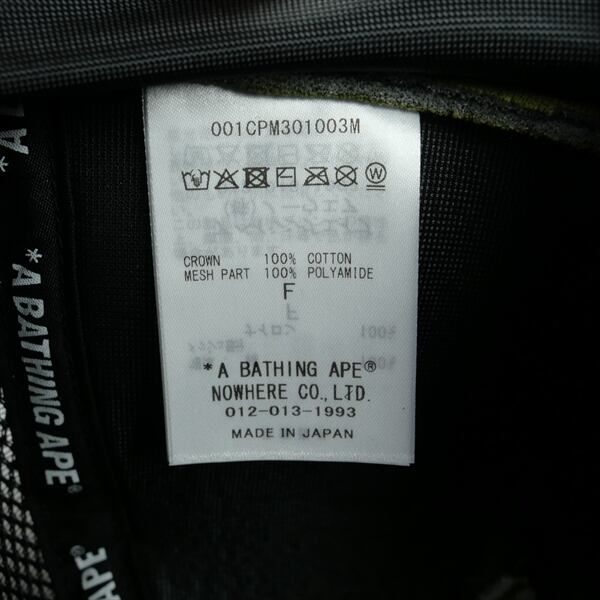 001CPM301003M
CROWN 100% COTTON
MESH PART 100% POLYAMIDE
F
*A BATHING APE®
NOWHERE CO., LTD.
012-013-1993
MADE IN JAPAN
*A BATHING APE®
APE®
*A